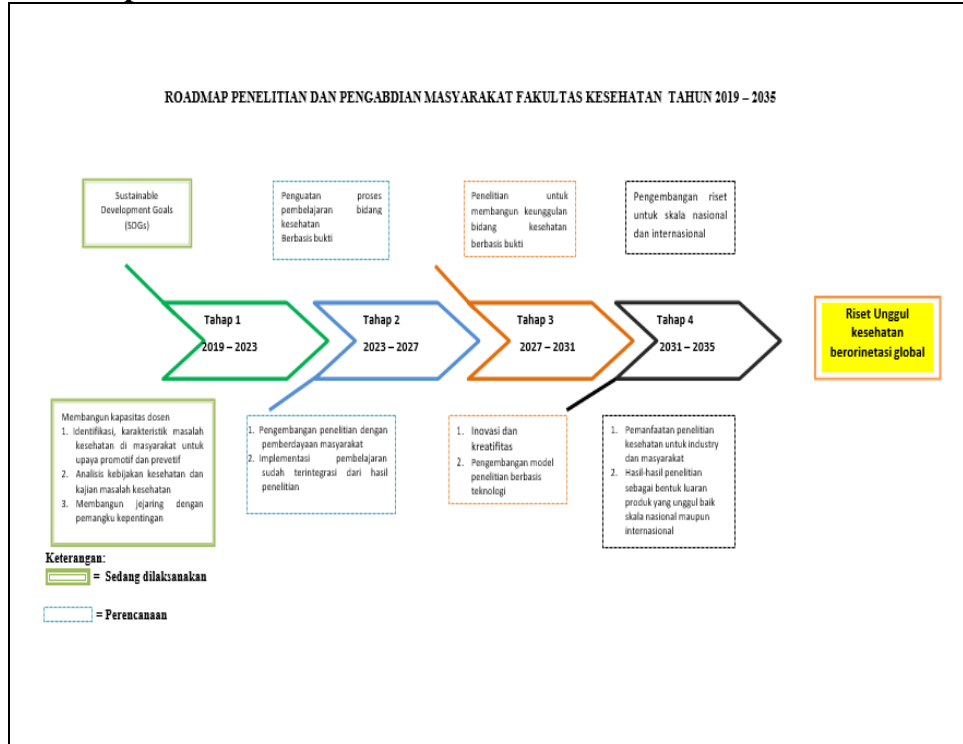 ROADMAP PENELITIAN DAN PENGABDIAN MASYARAKAT FAKULTAS KESEHATAN TAHUN 2019 – 2035
Sustainable
Development Goals
(SDGs)
Penguatan proses
pembelajaran bidang
kesehatan
Berbasis bukti
Penelitian untuk
membangun keunggulan
bidang kesehatan
berbasis bukti
Pengembangan riset
untuk skala nasional
dan internasional
Tahap 1
2019 – 2023
Tahap 2
2023 – 2027
Tahap 3
2027 – 2031
Tahap 4
2031 – 2035
Riset Unggul
kesehatan
berorinetasi global
Membangun kapasitas dosen
1. Identifikasi, karakteristik masalah
kesehatan di masyarakat untuk
upaya promotif dan prevetif
2. Analisis kebijakan kesehatan dan
kajian masalah kesehatan
3. Membangun jejaring dengan
pemangku kepentingan
1. Pengembangan penelitian dengan
pemberdayaan masyarakat
2. Implementasi pembelajaran
sudah terintegrasi dari hasil
penelitian
1. Inovasi dan
kreatifitas
2. Pengembangan model
penelitian berbasis
teknologi
1. Pemanfaatan penelitian
kesehatan untuk industry
dan masyarakat
2. Hasil-hasil penelitian
sebagai bentuk luaran
produk yang unggul baik
skala nasional maupun
internasional
Keterangan:
= Sedang dilaksanakan
= Perencanaan